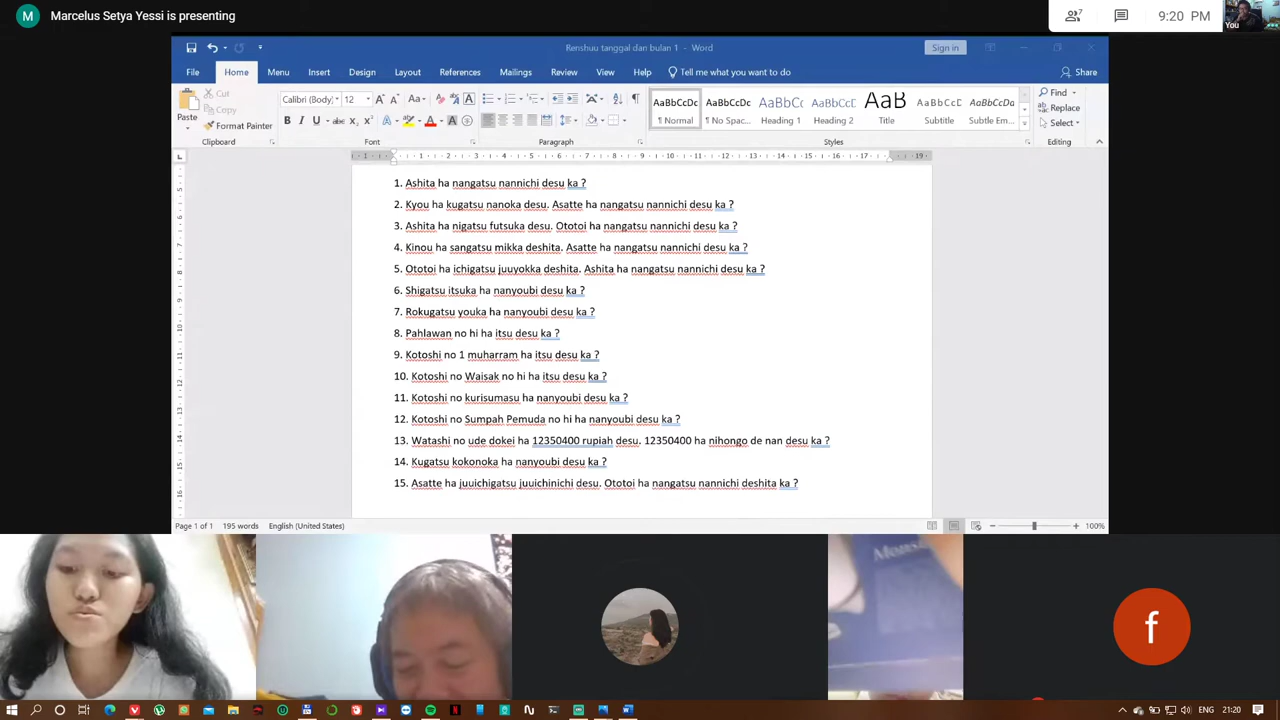 M Marcelus Setya Yessi is presenting
7
9:20 PM
You
Renshuu tanggal dan bulan 1 - Word
Sign in
File Home Menu Insert Design Layout References Mailings Review View Help Tell me what you want to do Share
Paste Cut Copy Format Painter
Calibri (Body) 12
AaBbCcDc AaBbCcDc AaBbCc AaBbCcD AaB AaBbCcD AaBbCcDc
¶ Normal ¶ No Spac... Heading 1 Heading 2 Title Subtitle Subtle Em...
Find Replace Select
Clipboard Font Paragraph Styles Editing
1. Ashita ha nangatsu nannichi desu ka ?
2. Kyou ha kugatsu nanoka desu. Asatte ha nangatsu nannichi desu ka ?
3. Ashita ha nigatsu futsuka desu. Ototoi ha nangatsu nannichi desu ka ?
4. Kinou ha sangatsu mikka deshita. Asatte ha nangatsu nannichi desu ka ?
5. Ototoi ha ichigatsu juuyokka deshita. Ashita ha nangatsu nannichi desu ka ?
6. Shigatsu itsuka ha nanyoubi desu ka ?
7. Rokugatsu youka ha nanyoubi desu ka ?
8. Pahlawan no hi ha itsu desu ka ?
9. Kotoshi no 1 muharram ha itsu desu ka ?
10. Kotoshi no Waisak no hi ha itsu desu ka ?
11. Kotoshi no kurisumasu ha nanyoubi desu ka ?
12. Kotoshi no Sumpah Pemuda no hi ha nanyoubi desu ka ?
13. Watashi no ude dokei ha 12350400 rupiah desu. 12350400 ha nihongo de nan desu ka ?
14. Kugatsu kokonoka ha nanyoubi desu ka ?
15. Asatte ha juuichigatsu juuichinichi desu. Ototoi ha nangatsu nannichi deshita ka ?
Page 1 of 1 195 words English (United States) 100%
f
21:20